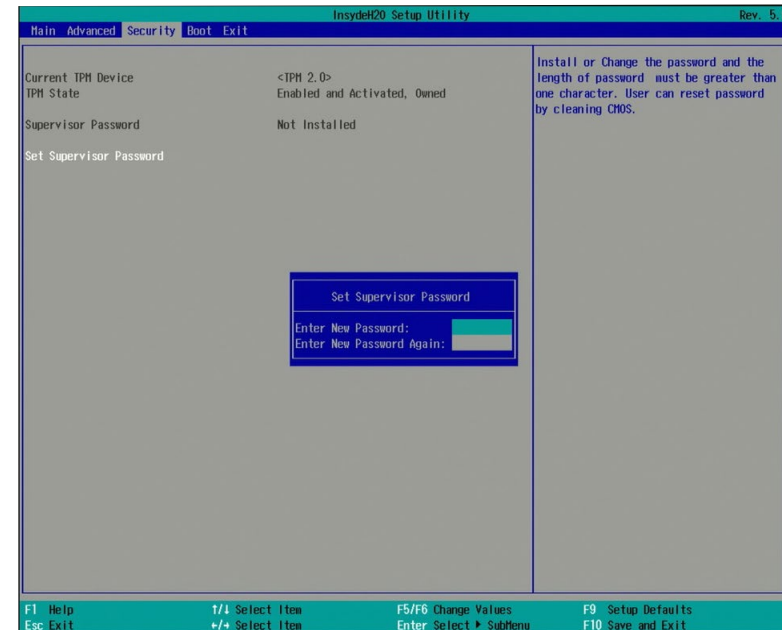 InsydeH20 Setup Utility Rev. 5.
Main Advanced Security Boot Exit
Current TPM Device <TPM 2.0>
TPM State Enabled and Activated, Owned
Supervisor Password Not Installed
Set Supervisor Password
Install or Change the password and the
length of password must be greater than
one character. User can reset password
by cleaning CMOS.
Set Supervisor Password
Enter New Password:
Enter New Password Again:
F1 Help ↑/↓ Select Item F5/F6 Change Values F9 Setup Defaults
Esc Exit ←/→ Select Item Enter Select ▶ SubMenu F10 Save and Exit